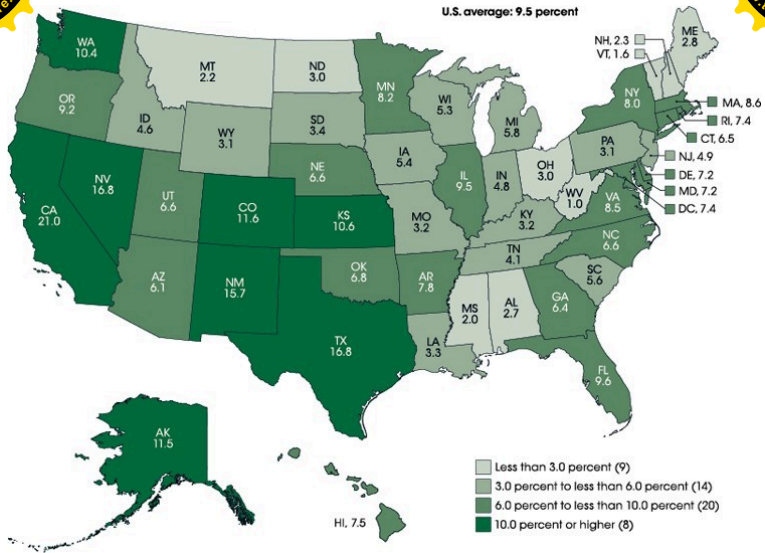 U.S. average: 9.5 percent
WA
10.4
OR
9.2
CA
21.0
NV
16.8
ID
4.6
MT
2.2
WY
3.1
UT
6.6
AZ
6.1
CO
11.6
NM
15.7
ND
3.0
SD
3.4
NE
6.6
KS
10.6
OK
6.8
TX
16.8
MN
8.2
IA
5.4
MO
3.2
AR
7.8
LA
3.3
WI
5.3
IL
9.5
MI
5.8
IN
4.8
OH
3.0
KY
3.2
TN
4.1
MS
2.0
AL
2.7
GA
6.4
FL
9.6
SC
5.6
NC
6.6
VA
8.5
WV
1.0
PA
3.1
NY
8.0
ME
2.8
NH, 2.3
VT, 1.6
MA, 8.6
RI, 7.4
CT, 6.5
NJ, 4.9
DE, 7.2
MD, 7.2
DC, 7.4
AK
11.5
HI, 7.5
Less than 3.0 percent (9)
3.0 percent to less than 6.0 percent (14)
6.0 percent to less than 10.0 percent (20)
10.0 percent or higher (8)